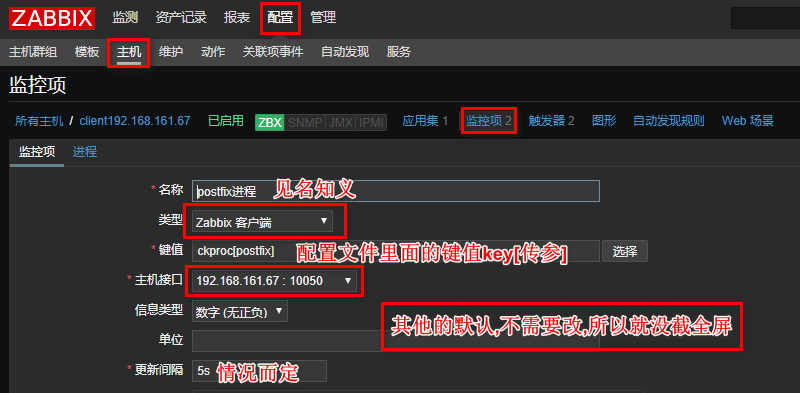 ZABBIX 监测 资产记录 报表 配置 管理
主机群组 模板 主机 维护 动作 关联项事件 自动发现 服务
监控项
所有主机 / client192.168.161.67 已启用 ZBX SNMP JMX IPMI 应用集 1 监控项 2 触发器 2 图形 自动发现规则 Web 场景
监控项 进程
* 名称 postfix进程 见名知义
类型 Zabbix 客户端
* 键值 ckproc[postfix] 配置文件里面的键值key[传参] 选择
* 主机接口 192.168.161.67 : 10050
信息类型 数字 (无正负)
其他的默认,不需要改,所以就没截全屏
单位
* 更新间隔 5s 情况而定